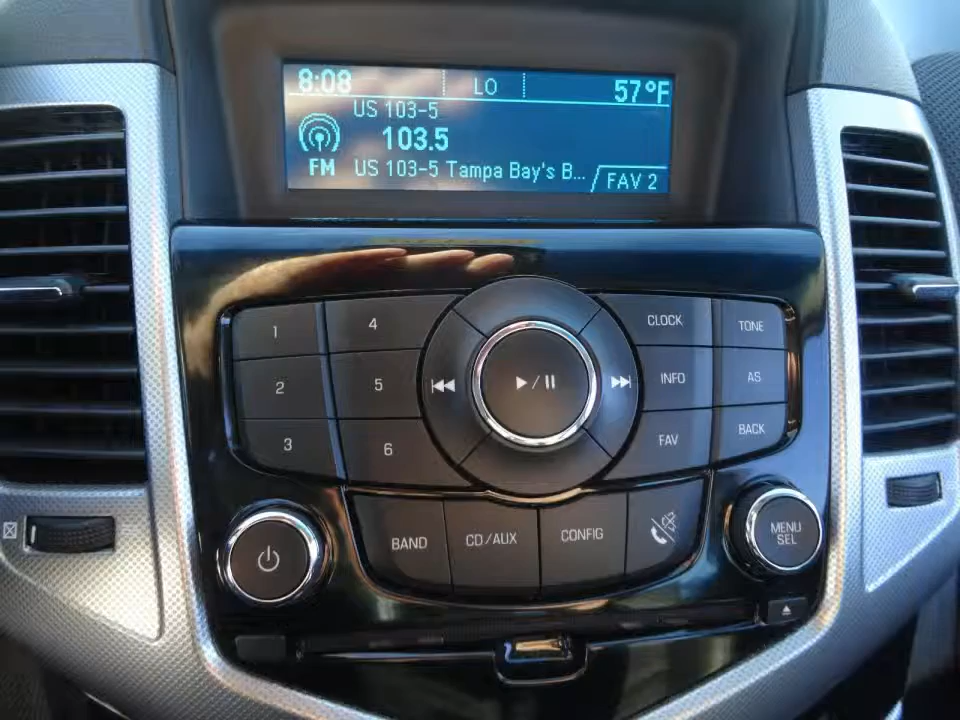 8:08 LO 57°F
US 103-5
103.5
FM US 103-5 Tampa Bay's B... FAV 2
1 4 CLOCK TONE
2 5 INFO AS
3 6 FAV BACK
BAND CD/AUX CONFIG MENU
SEL